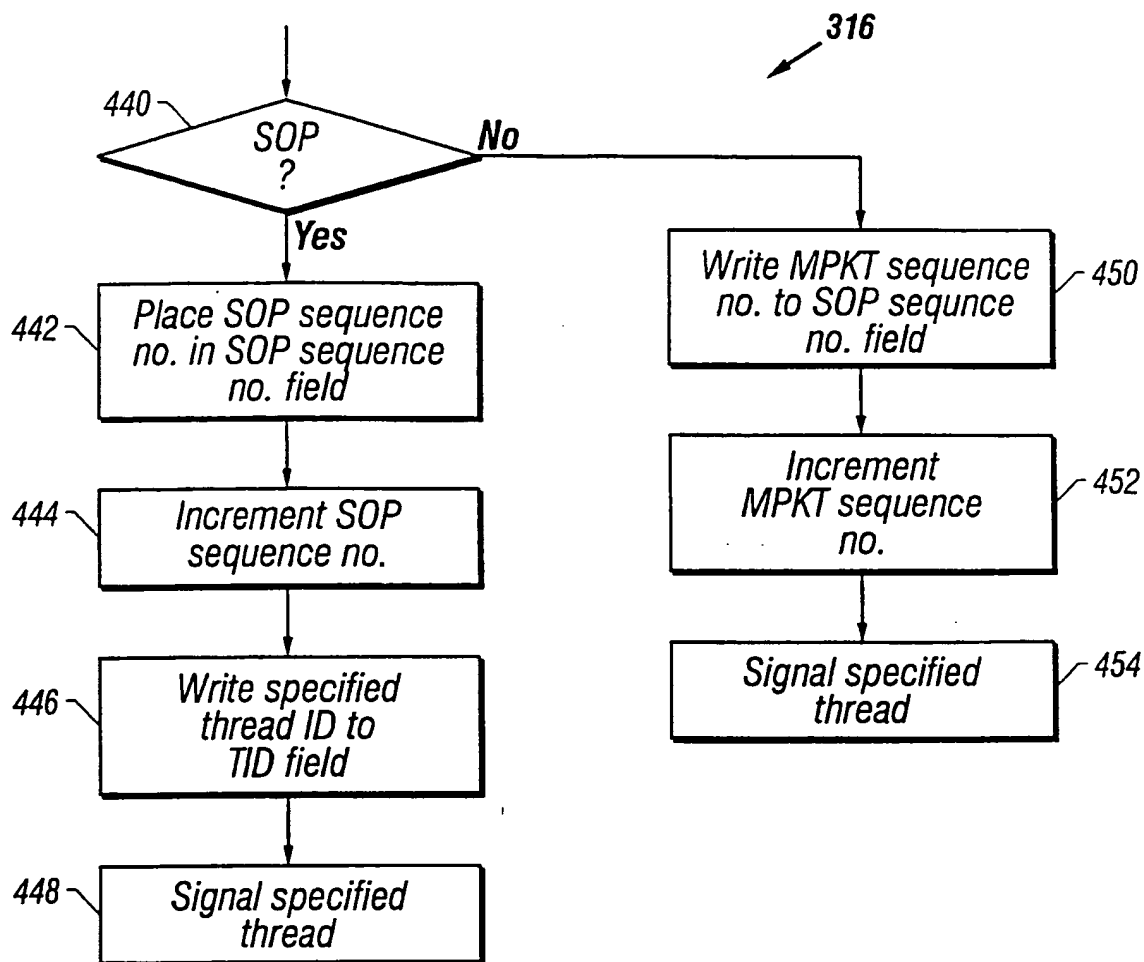 316
440
SOP
?
No
Yes
442
Place SOP sequence
no. in SOP sequence
no. field
444
Increment SOP
sequence no.
446
Write specified
thread ID to
TID field
448
Signal specified
thread
Write MPKT sequence
no. to SOP sequnce
no. field
450
Increment
MPKT sequence
no.
452
Signal specified
thread
454